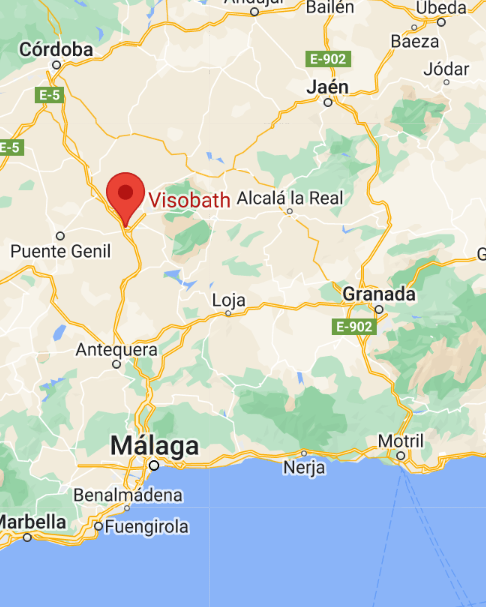 Bailén
Úbeda
Baeza
Córdoba
E-902
Jódar
Jaén
E-5
E-5
Visobath
Alcalá la Real
Puente Genil
Granada
Loja
E-902
Antequera
Málaga
Motril
Nerja
Benalmádena
Marbella
Fuengirola